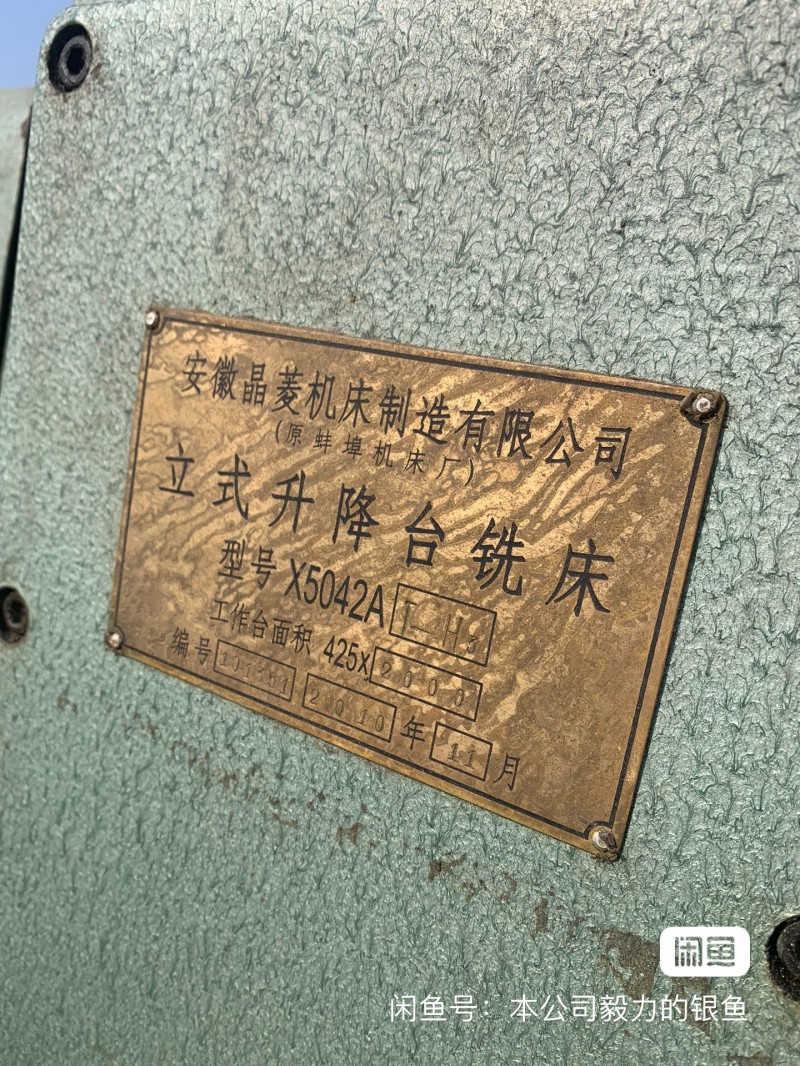 安徽晶菱机床制造有限公司
(原蚌埠机床厂)
立式升降台铣床
型号 X5042A
工作台面积 425x 2000
编号 101351 2010 年 11 月
闲鱼
闲鱼号：本公司毅力的银鱼